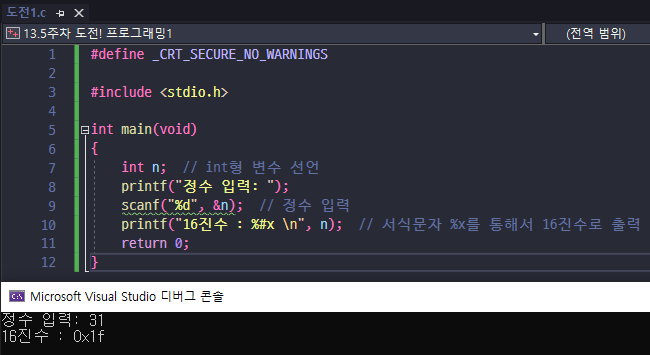 도전1.c
13.5주차 도전! 프로그래밍1
(전역 범위)
1 #define _CRT_SECURE_NO_WARNINGS
2
3 #include <stdio.h>
4
5 int main(void)
6 {
7 int n;  // int형 변수 선언
8 printf("정수 입력: ");
9 scanf("%d", &n);  // 정수 입력
10 printf("16진수 : %#x \n", n);  // 서식문자 %x를 통해서 16진수로 출력
11 return 0;
12 }
C:\ Microsoft Visual Studio 디버그 콘솔
정수 입력: 31
16진수 : 0x1f